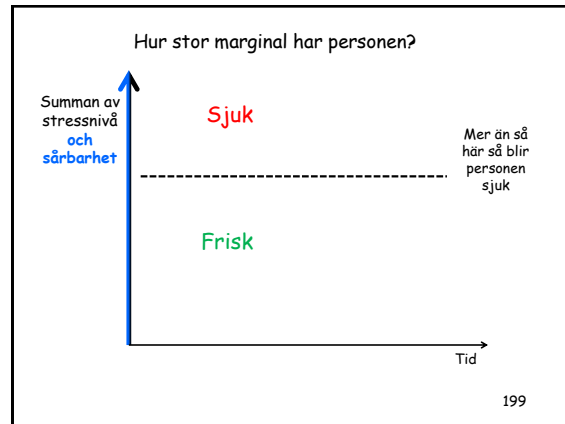 Hur stor marginal har personen?
Summan av
stressnivå
och
sårbarhet
Sjuk
Mer än så
här så blir
personen
sjuk
Frisk
Tid
199